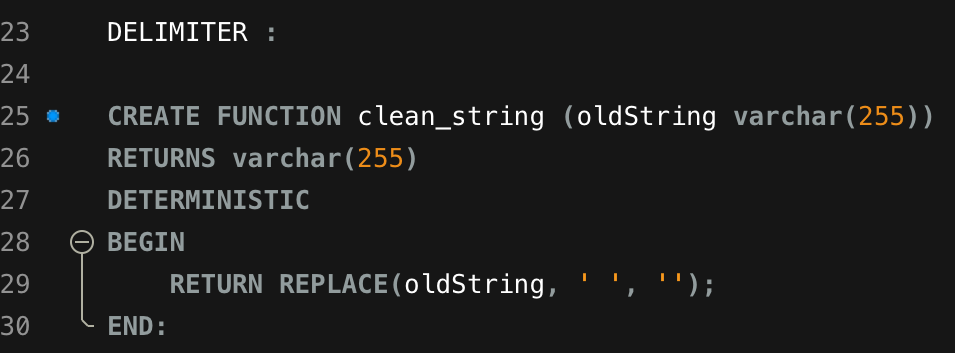 23 DELIMITER :
24
25 CREATE FUNCTION clean_string (oldString varchar(255))
26 RETURNS varchar(255)
27 DETERMINISTIC
28 BEGIN
29 RETURN REPLACE(oldString, ' ', '');
30 END: